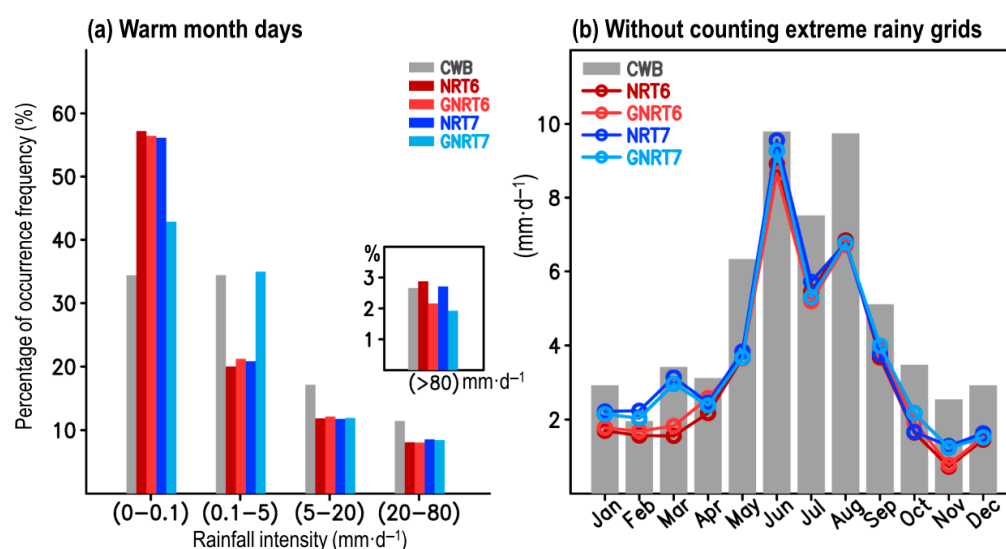 (a) Warm month days
CWB
NRT6
GNRT6
NRT7
GNRT7
Percentage of occurrence frequency (%)
60
50
40
30
20
10
%
3
2
1
(>80) mm·d⁻¹
(0–0.1) (0.1–5) (5–20) (20–80)
Rainfall intensity (mm·d⁻¹)
(b) Without counting extreme rainy grids
CWB
NRT6
GNRT6
NRT7
GNRT7
(mm·d⁻¹)
10
8
6
4
2
Jan Feb Mar Apr May Jun Jul Aug Sep Oct Nov Dec